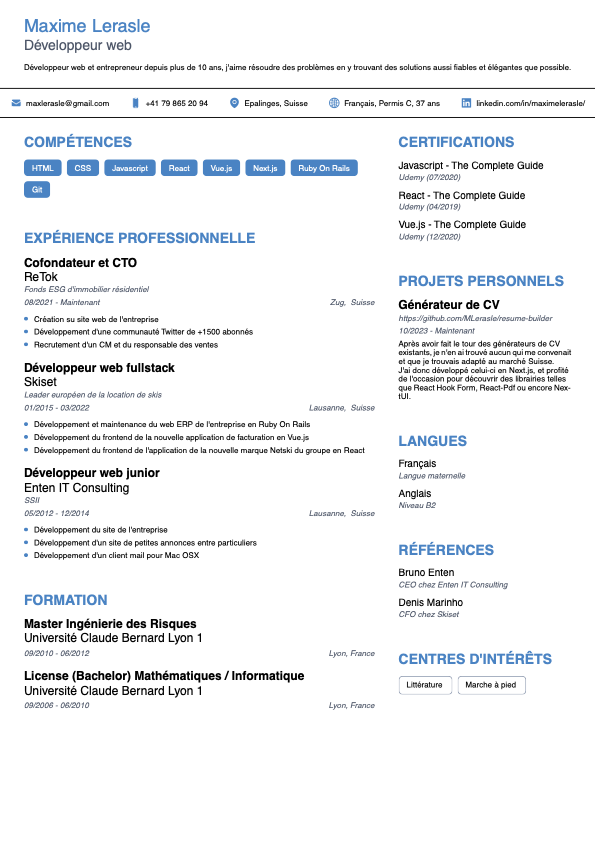 Maxime Lerasle
Développeur web
Développeur web et entrepreneur depuis plus de 10 ans, j'aime résoudre des problèmes en y trouvant des solutions aussi fiables et élégantes que possible.
maxlerasle@gmail.com
+41 79 865 20 94
Epalinges, Suisse
Français, Permis C, 37 ans
linkedin.com/in/maximelerasle/
COMPÉTENCES
HTML CSS Javascript React Vue.js Next.js Ruby On Rails
Git
EXPÉRIENCE PROFESSIONNELLE
Cofondateur et CTO
ReTok
Fonds ESG d'immobilier résidentiel
08/2021 - Maintenant Zug, Suisse
Création su site web de l'entreprise
Développement d'une communauté Twitter de +1500 abonnés
Recrutement d'un CM et du responsable des ventes
Développeur web fullstack
Skiset
Leader européen de la location de skis
01/2015 - 03/2022 Lausanne, Suisse
Développement et maintenance du web ERP de l'entreprise en Ruby On Rails
Développement du frontend de la nouvelle application de facturation en Vue.js
Développement du frontend de l'application de la nouvelle marque Netski du groupe en React
Développeur web junior
Enten IT Consulting
SSII
05/2012 - 12/2014 Lausanne, Suisse
Développement du site de l'entreprise
Développement d'un site de petites annonces entre particuliers
Développement d'un client mail pour Mac OSX
FORMATION
Master Ingénierie des Risques
Université Claude Bernard Lyon 1
09/2010 - 06/2012 Lyon, France
License (Bachelor) Mathématiques / Informatique
Université Claude Bernard Lyon 1
09/2006 - 06/2010 Lyon, France
CERTIFICATIONS
Javascript - The Complete Guide
Udemy (07/2020)
React - The Complete Guide
Udemy (04/2019)
Vue.js - The Complete Guide
Udemy (12/2020)
PROJETS PERSONNELS
Générateur de CV
https://github.com/MLerasle/resume-builder
10/2023 - Maintenant
Après avoir fait le tour des générateurs de CV
existants, je n'en ai trouvé aucun qui me convenait
et que je trouvais adapté au marché Suisse.
J'ai donc développé celui-ci en Next.js, et profité
de l'occasion pour découvrir des librairies telles
que React Hook Form, React-Pdf ou encore Nex-
tUI.
LANGUES
Français
Langue maternelle
Anglais
Niveau B2
RÉFÉRENCES
Bruno Enten
CEO chez Enten IT Consulting
Denis Marinho
CFO chez Skiset
CENTRES D'INTÉRÊTS
Littérature Marche à pied